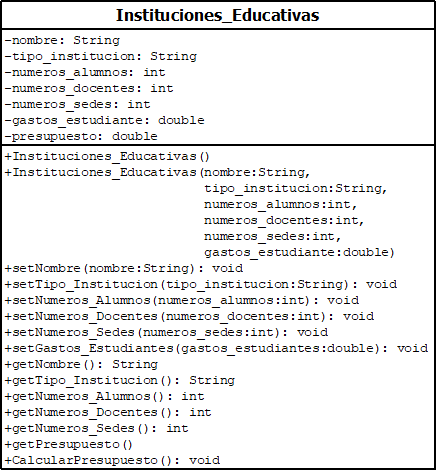 Instituciones_Educativas
-nombre: String
-tipo_institucion: String
-numeros_alumnos: int
-numeros_docentes: int
-numeros_sedes: int
-gastos_estudiante: double
-presupuesto: double
+Instituciones_Educativas()
+Instituciones_Educativas(nombre:String,
tipo_institucion:String,
numeros_alumnos:int,
numeros_docentes:int,
numeros_sedes:int,
gastos_estudiante:double)
+setNombre(nombre:String): void
+setTipo_Institucion(tipo_institucion:String): void
+setNumeros_Alumnos(numeros_alumnos:int): void
+setNumeros_Docentes(numeros_docentes:int): void
+setNumeros_Sedes(numeros_sedes:int): void
+setGastos_Estudiantes(gastos_estudiantes:double): void
+getNombre(): String
+getTipo_Institucion(): String
+getNumeros_Alumnos(): int
+getNumeros_Docentes(): int
+getNumeros_Sedes(): int
+getPresupuesto()
+CalcularPresupuesto(): void